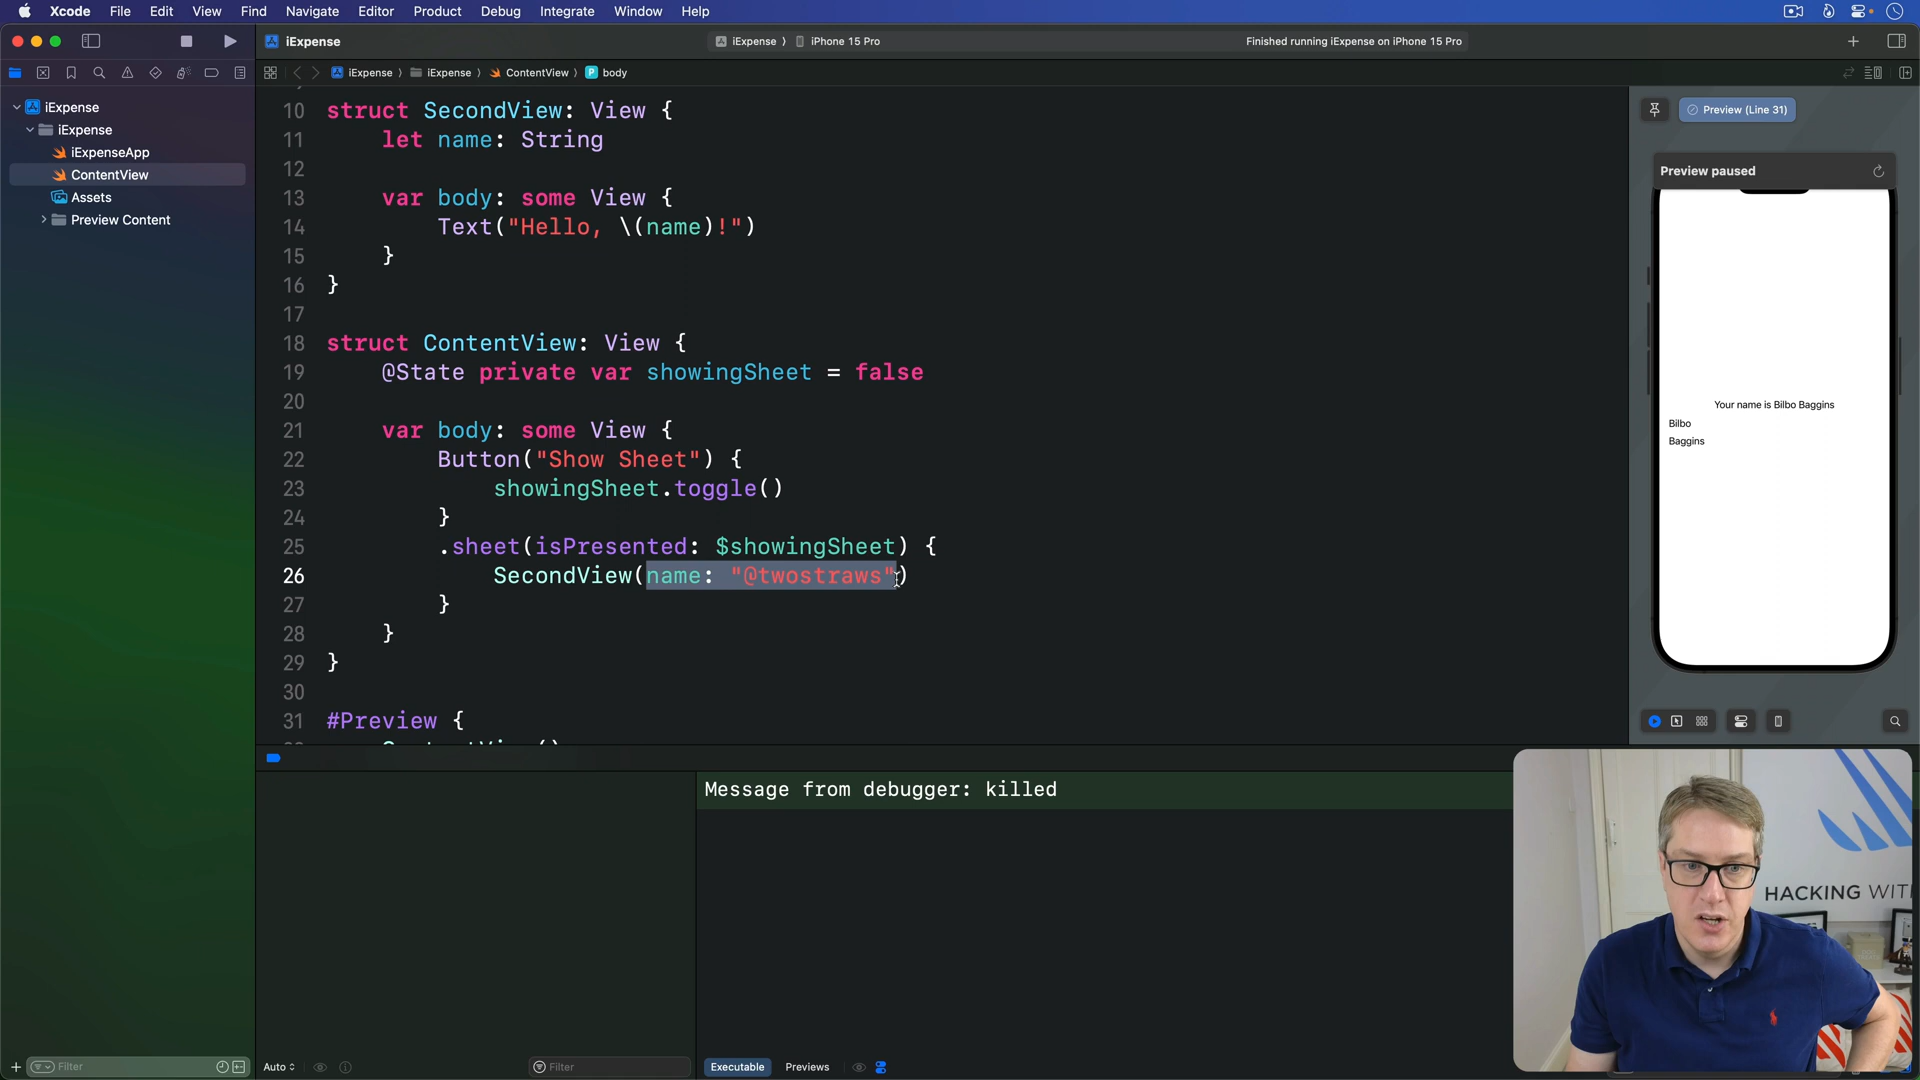 Xcode File Edit View Find Navigate Editor Product Debug Integrate Window Help
iExpense
iExpense iPhone 15 Pro
Finished running iExpense on iPhone 15 Pro
iExpense iExpense ContentView P body
iExpense
iExpense
iExpenseApp
ContentView
Assets
Preview Content
10 struct SecondView: View {
11 let name: String
12
13 var body: some View {
14 Text("Hello, \(name)!")
15 }
16 }
17
18 struct ContentView: View {
19 @State private var showingSheet = false
20
21 var body: some View {
22 Button("Show Sheet") {
23 showingSheet.toggle()
24 }
25 .sheet(isPresented: $showingSheet) {
26 SecondView(name: "@twostraws")
27 }
28 }
29 }
30
31 #Preview {
Preview (Line 31)
Preview paused
Your name is Bilbo Baggins
Bilbo
Baggins
Message from debugger: killed
HACKING WIT
Filter
Auto
Filter
Executable Previews